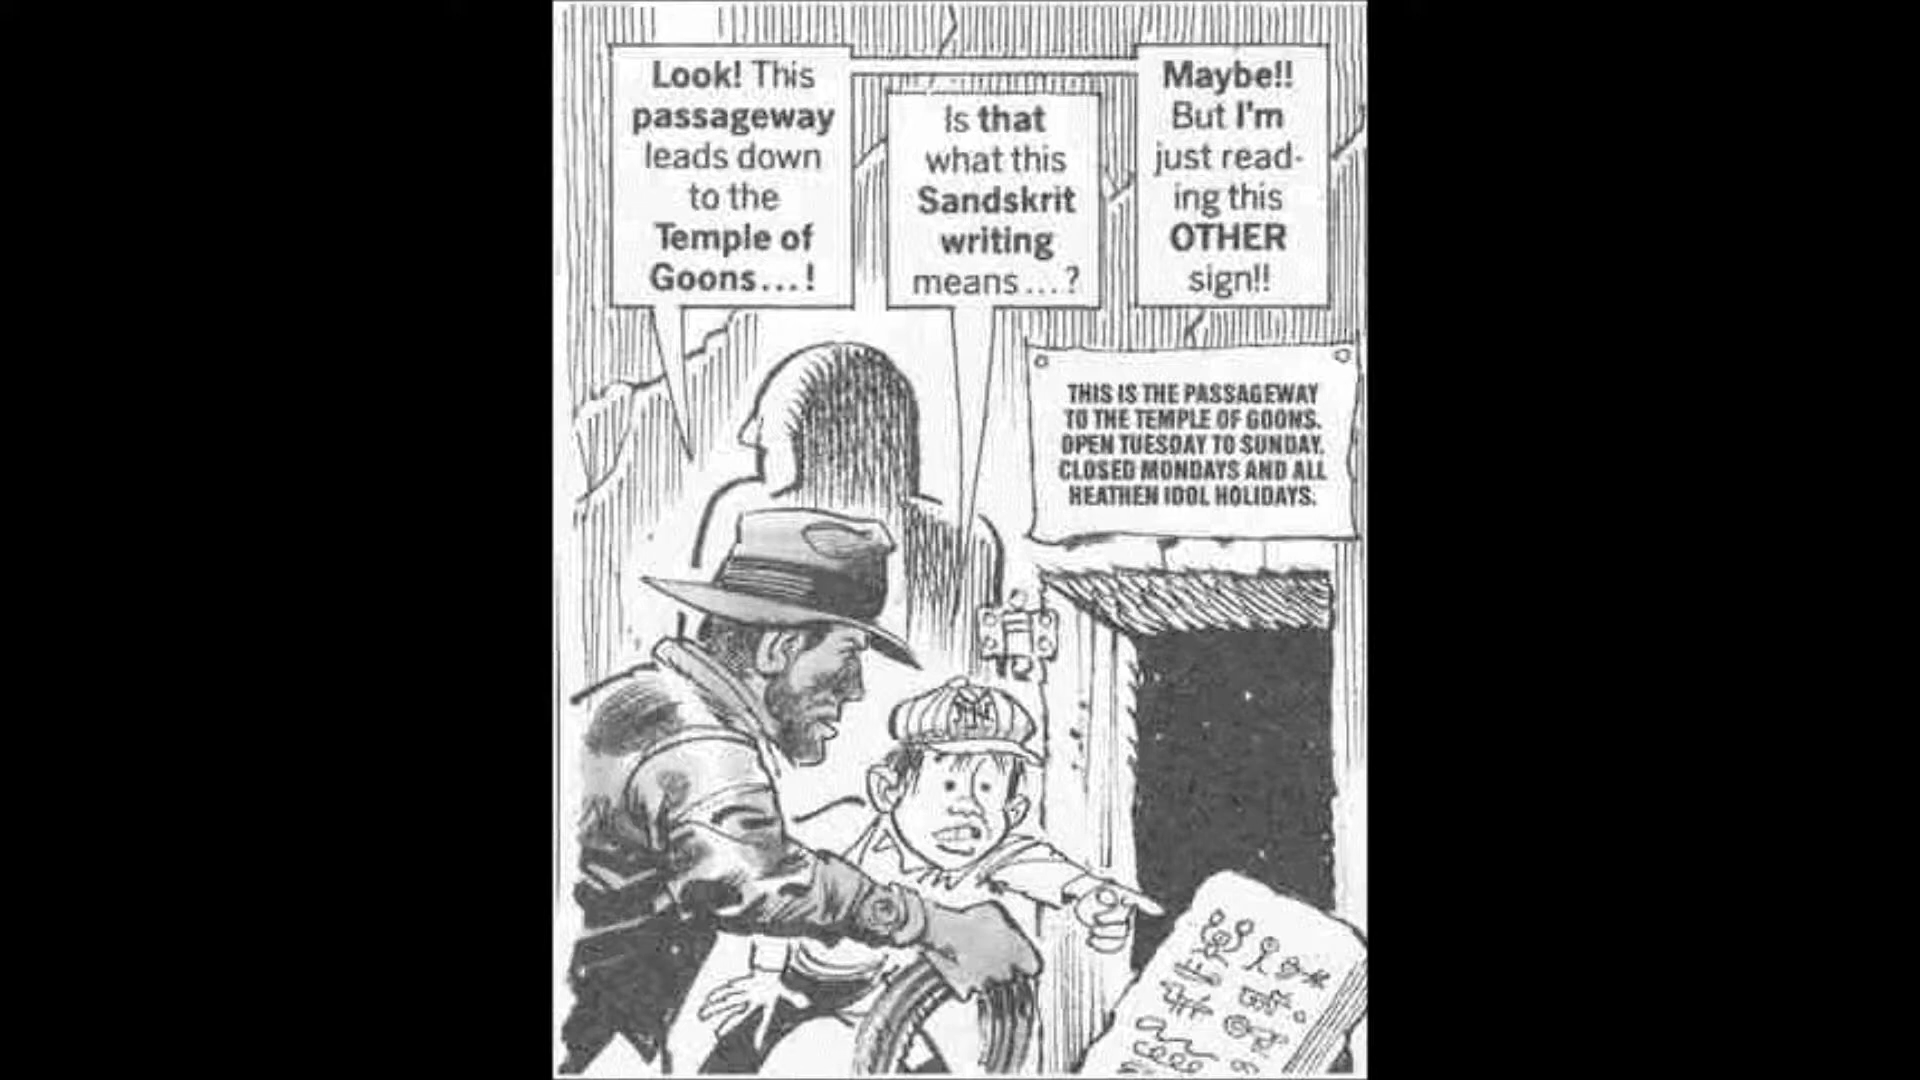 Look! This
passageway
leads down
to the
Temple of
Goons...!
Is that
what this
Sandskrit
writing
means...?
Maybe!!
But I'm
just read-
ing this
OTHER
sign!!
THIS IS THE PASSAGEWAY
TO THE TEMPLE OF GOONS.
OPEN TUESDAY TO SUNDAY.
CLOSED MONDAYS AND ALL
HEATHEN IDOL HOLIDAYS.